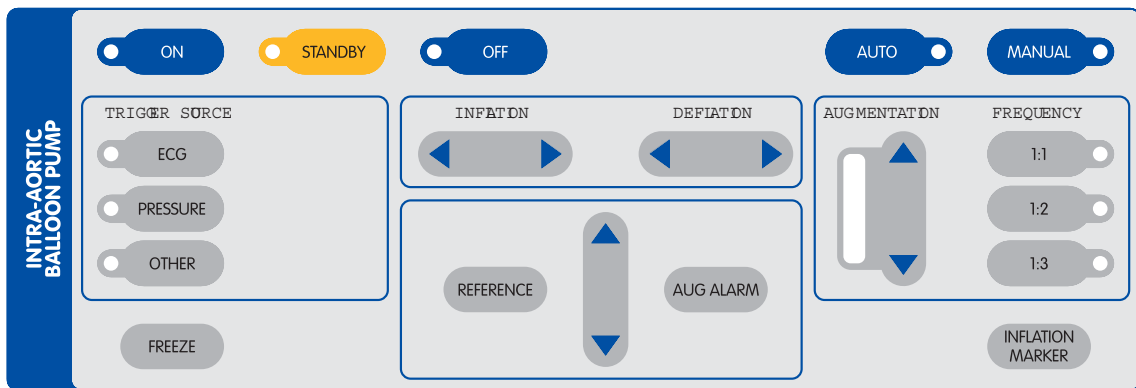 INTRA-AORTIC
BALLOON PUMP
ON
STANDBY
OFF
AUTO
MANUAL
TRIGGER SOURCE
ECG
PRESSURE
OTHER
FREEZE
INFLATION
DEFLATION
REFERENCE
AUG ALARM
AUGMENTATION
FREQUENCY
1:1
1:2
1:3
INFLATION
MARKER